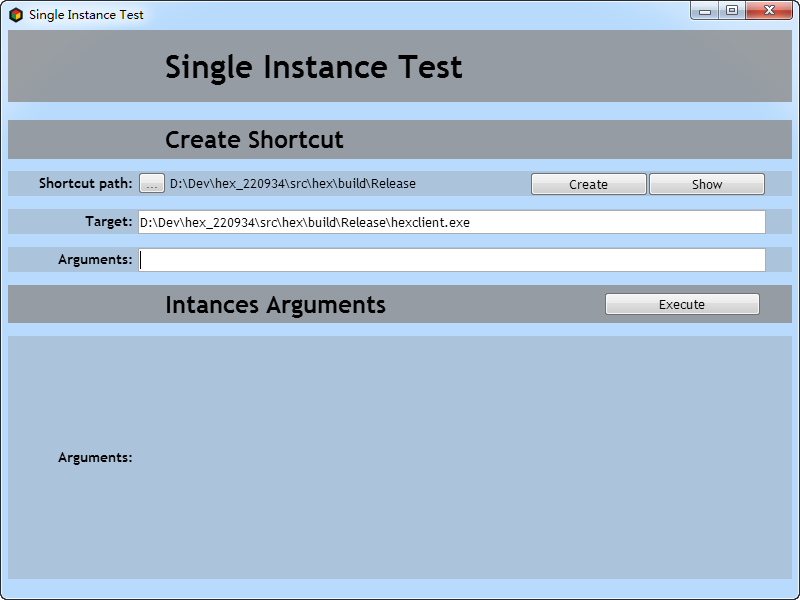 Single Instance Test
Single Instance Test
Create Shortcut
Shortcut path: ... D:\Dev\hex_220934\src\hex\build\Release Create Show
Target: D:\Dev\hex_220934\src\hex\build\Release\hexclient.exe
Arguments:
Intances Arguments Execute
Arguments: